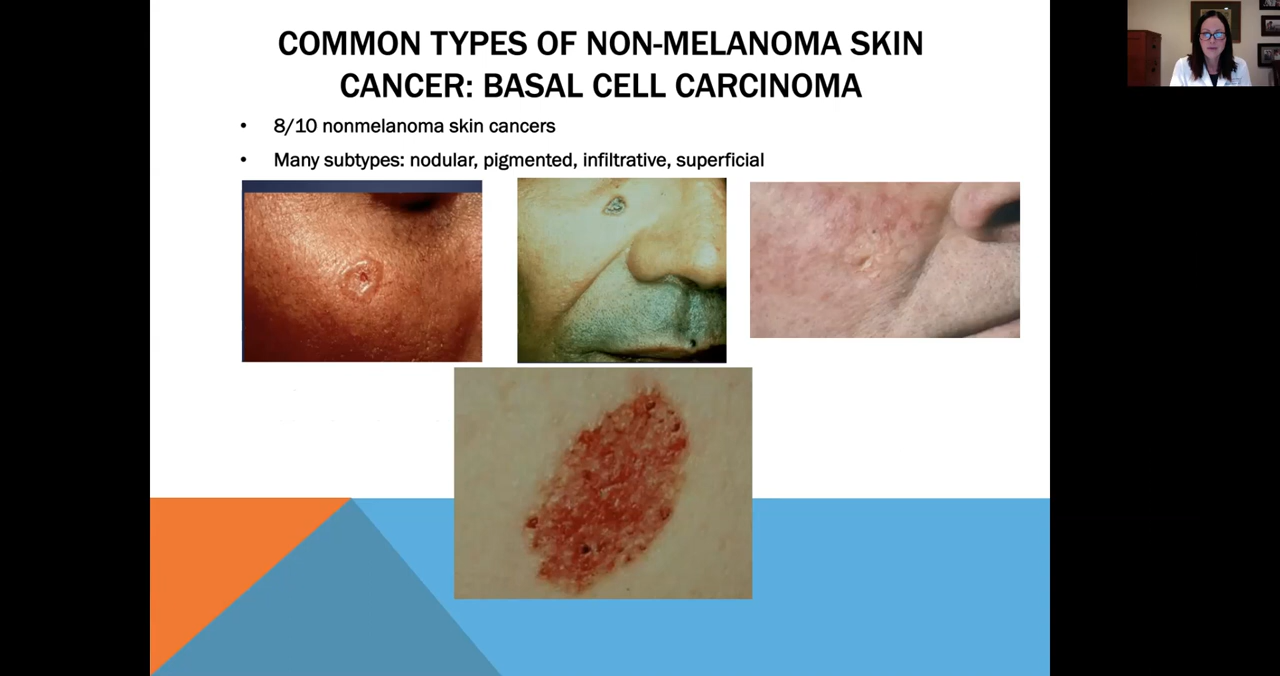 COMMON TYPES OF NON-MELANOMA SKIN
CANCER: BASAL CELL CARCINOMA
• 8/10 nonmelanoma skin cancers
• Many subtypes: nodular, pigmented, infiltrative, superficial